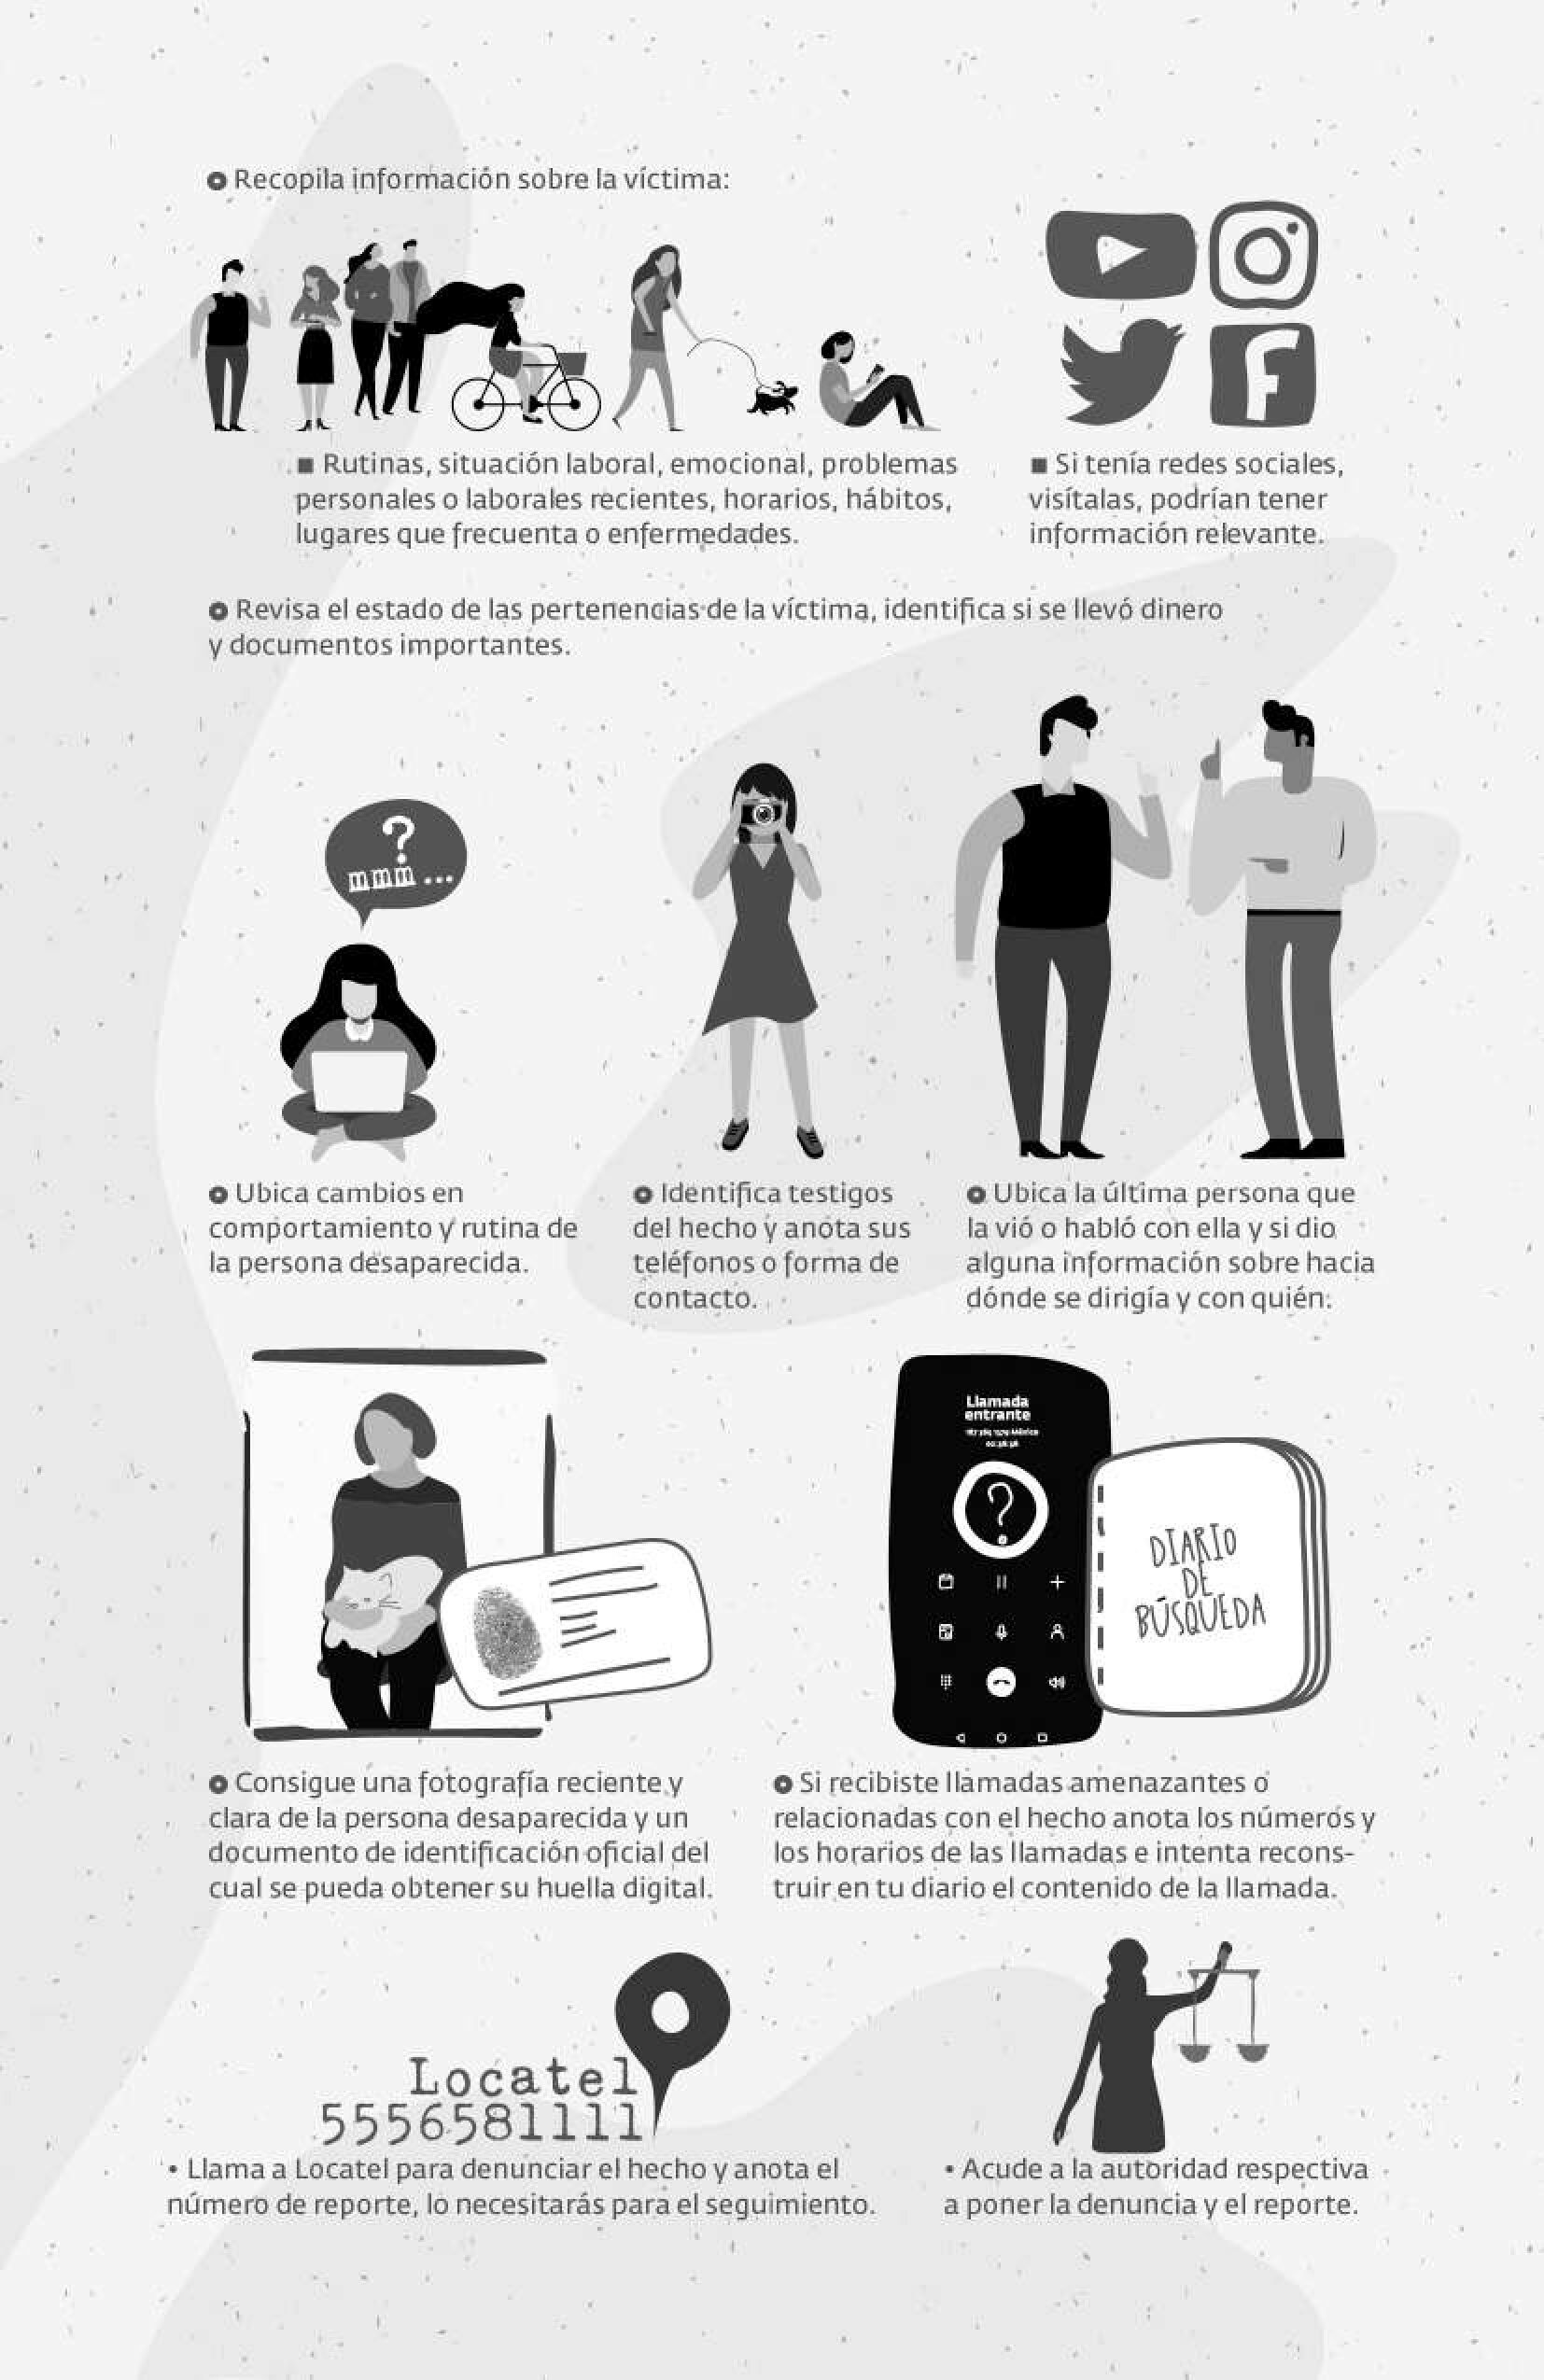 Recopila información sobre la víctima:
Rutinas, situación laboral, emocional, problemas
personales o laborales recientes, horarios, hábitos,
lugares que frecuenta o enfermedades.
Si tenía redes sociales,
visítalas, podrían tener
información relevante.
Revisa el estado de las pertenencias de la víctima, identifica si se llevó dinero
y documentos importantes.
?
mmm...
Ubica cambios en
comportamiento y rutina de
la persona desaparecida.
Identifica testigos
del hecho y anota sus
teléfonos o forma de
contacto.
Ubica la última persona que
la vió o habló con ella y si dio
alguna información sobre hacia
dónde se dirigía y con quién.
Llamada
entrante
?
DIARIO
DE
BÚSQUEDA
Consigue una fotografía reciente y
clara de la persona desaparecida y un
documento de identificación oficial del
cual se pueda obtener su huella digital.
Si recibiste llamadas amenazantes o
relacionadas con el hecho anota los números y
los horarios de las llamadas e intenta recons-
truir en tu diario el contenido de la llamada.
Locatel
5556581111
• Llama a Locatel para denunciar el hecho y anota el
número de reporte, lo necesitarás para el seguimiento.
• Acude a la autoridad respectiva
a poner la denuncia y el reporte.